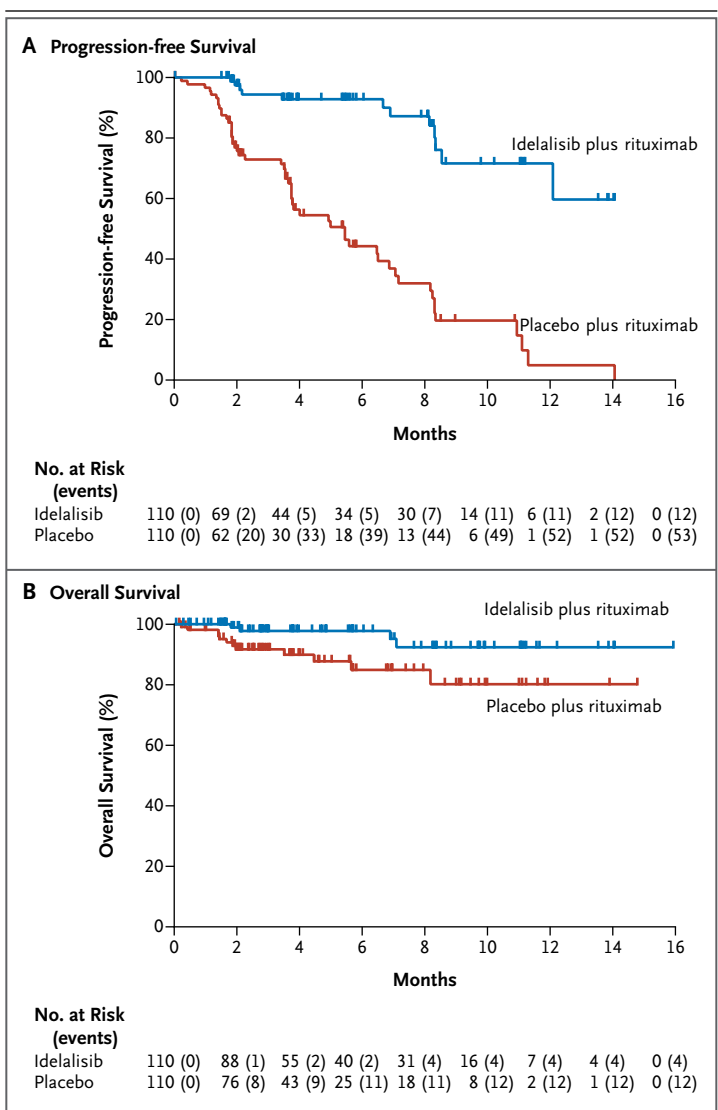 A Progression-free Survival
100
80
60
40
20
0
Progression-free Survival (%)
Idelalisib plus rituximab
Placebo plus rituximab
0 2 4 6 8 10 12 14 16
Months
No. at Risk
(events)
Idelalisib 110 (0) 69 (2) 44 (5) 34 (5) 30 (7) 14 (11) 6 (11) 2 (12) 0 (12)
Placebo 110 (0) 62 (20) 30 (33) 18 (39) 13 (44) 6 (49) 1 (52) 1 (52) 0 (53)
B Overall Survival
100
80
60
40
20
0
Overall Survival (%)
Idelalisib plus rituximab
Placebo plus rituximab
0 2 4 6 8 10 12 14 16
Months
No. at Risk
(events)
Idelalisib 110 (0) 88 (1) 55 (2) 40 (2) 31 (4) 16 (4) 7 (4) 4 (4) 0 (4)
Placebo 110 (0) 76 (8) 43 (9) 25 (11) 18 (11) 8 (12) 2 (12) 1 (12) 0 (12)